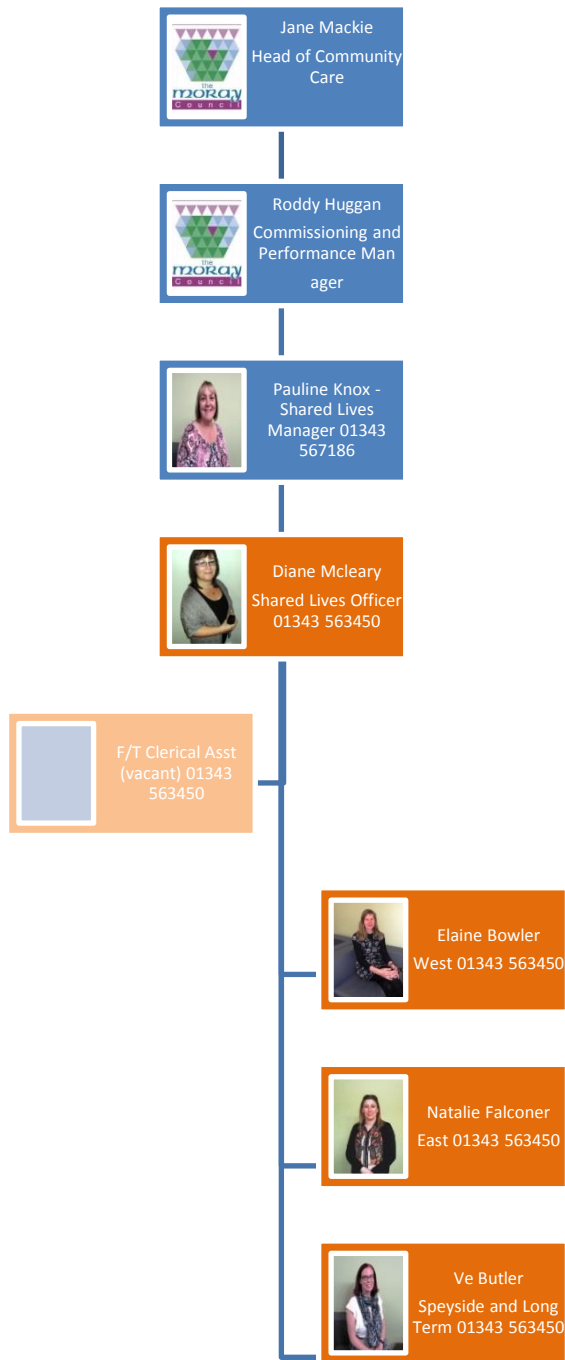 the
moray
Council
Jane Mackie
Head of Community
Care
the
moray
Council
Roddy Huggan
Commissioning and
Performance Man
ager
Pauline Knox -
Shared Lives
Manager 01343
567186
Diane Mcleary
Shared Lives Officer
01343 563450
F/T Clerical Asst
(vacant) 01343
563450
Elaine Bowler
West 01343 563450
Natalie Falconer
East 01343 563450
Ve Butler
Speyside and Long
Term 01343 563450